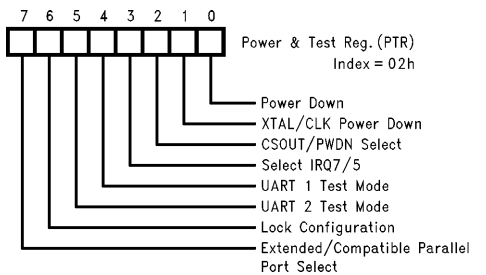 7 6 5 4 3 2 1 0
Power & Test Reg. (PTR)
Index = 02h
Power Down
XTAL/CLK Power Down
CSOUT/PWDN Select
Select IRQ7/5
UART 1 Test Mode
UART 2 Test Mode
Lock Configuration
Extended/Compatible Parallel
Port Select